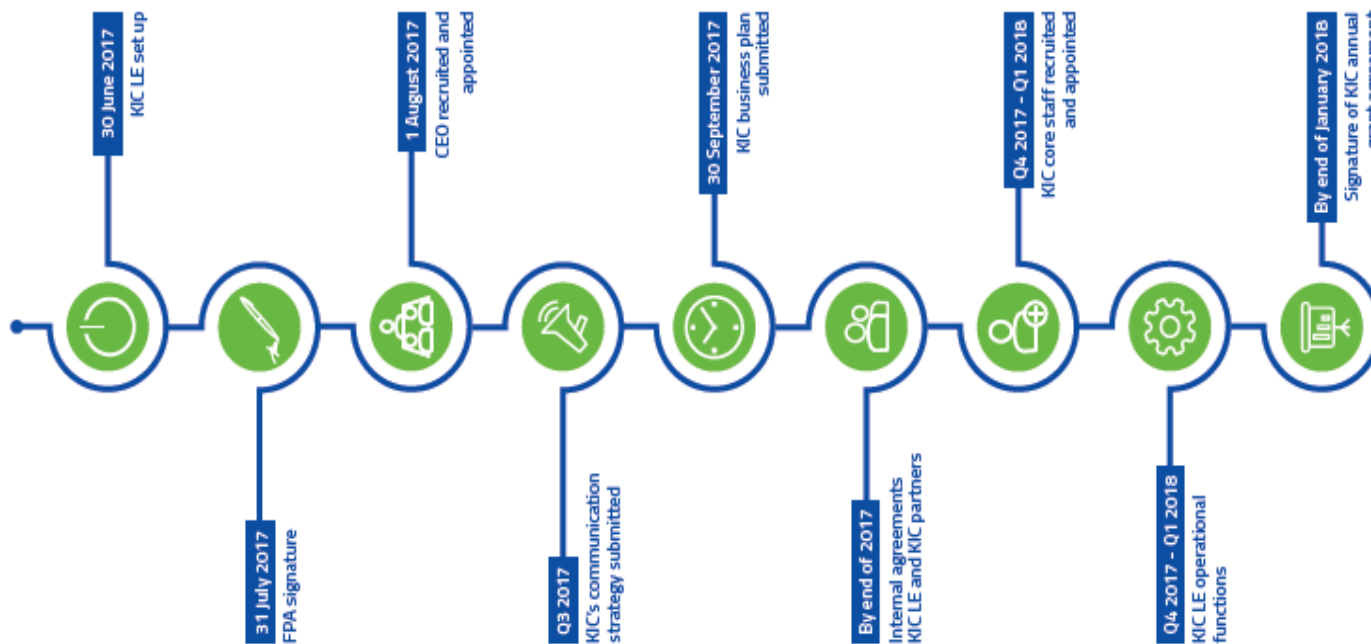 30 June 2017
KIC LE set up
31 July 2017
FPA signature
1 August 2017
CEO recruited and
appointed
Q3 2017
KIC's communication
strategy submitted
30 September 2017
KIC business plan
submitted
By end of 2017
Internal agreements
KIC LE and KIC partners
Q4 2017 - Q1 2018
KIC core staff recruited
and appointed
Q4 2017 - Q1 2018
KIC LE operational
functions
By end of January 2018
Signature of KIC annual